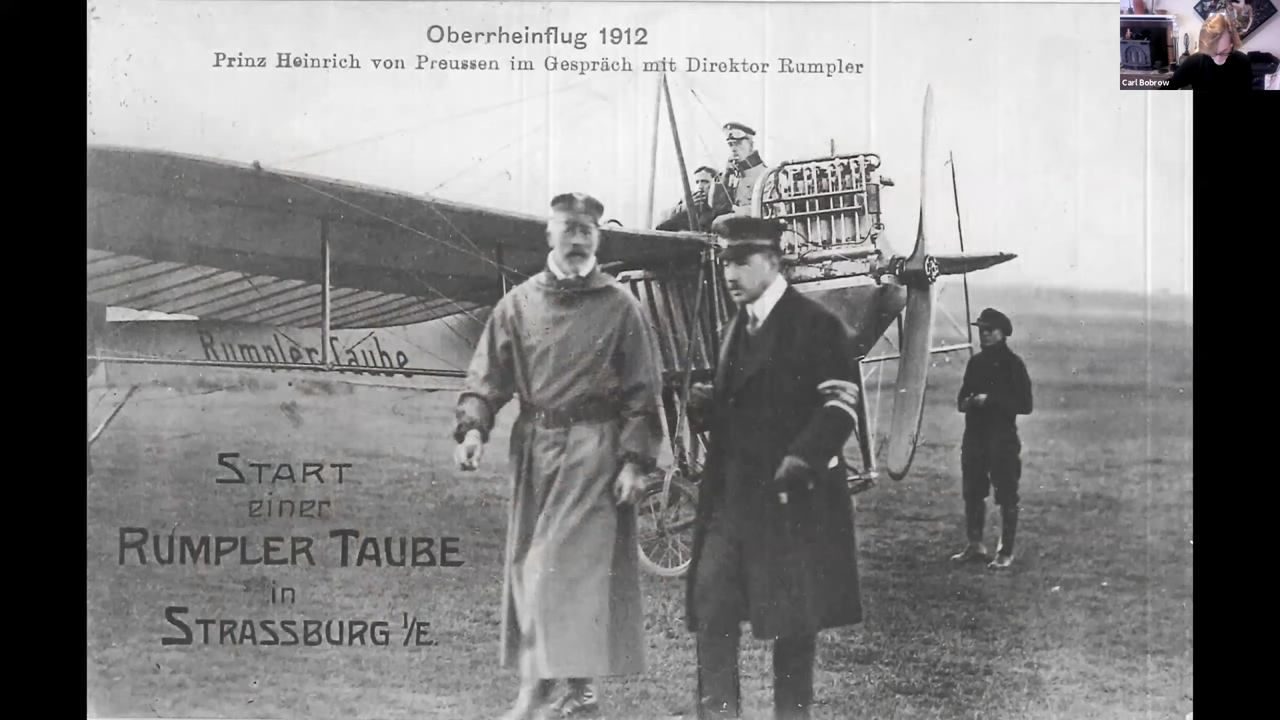 Oberrheinflug 1912
Prinz Heinrich von Preussen im Gespräch mit Direktor Rumpler
Carl Bobrow
Rumpler Taube
START
einer
RUMPLER TAUBE
in
STRASSBURG I/E.